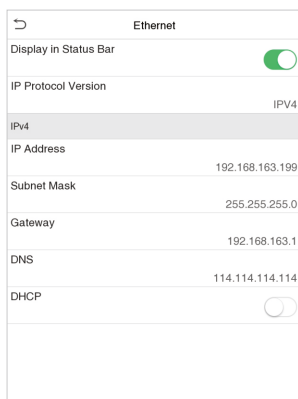 Ethernet
Display in Status Bar
IP Protocol Version
IPV4
IPv4
IP Address
192.168.163.199
Subnet Mask
255.255.255.0
Gateway
192.168.163.1
DNS
114.114.114.114
DHCP